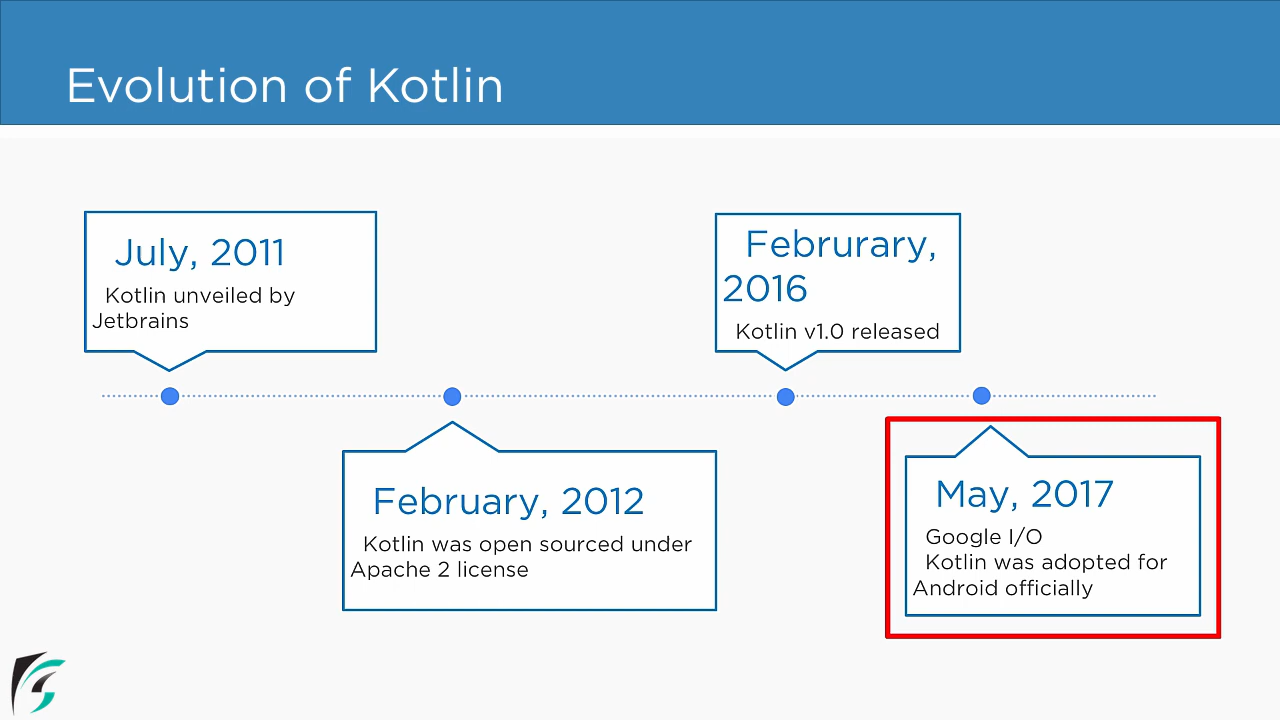 Evolution of Kotlin
July, 2011
Kotlin unveiled by
Jetbrains
February, 2012
Kotlin was open sourced under
Apache 2 license
Februrary,
2016
Kotlin v1.0 released
May, 2017
Google I/O
Kotlin was adopted for
Android officially